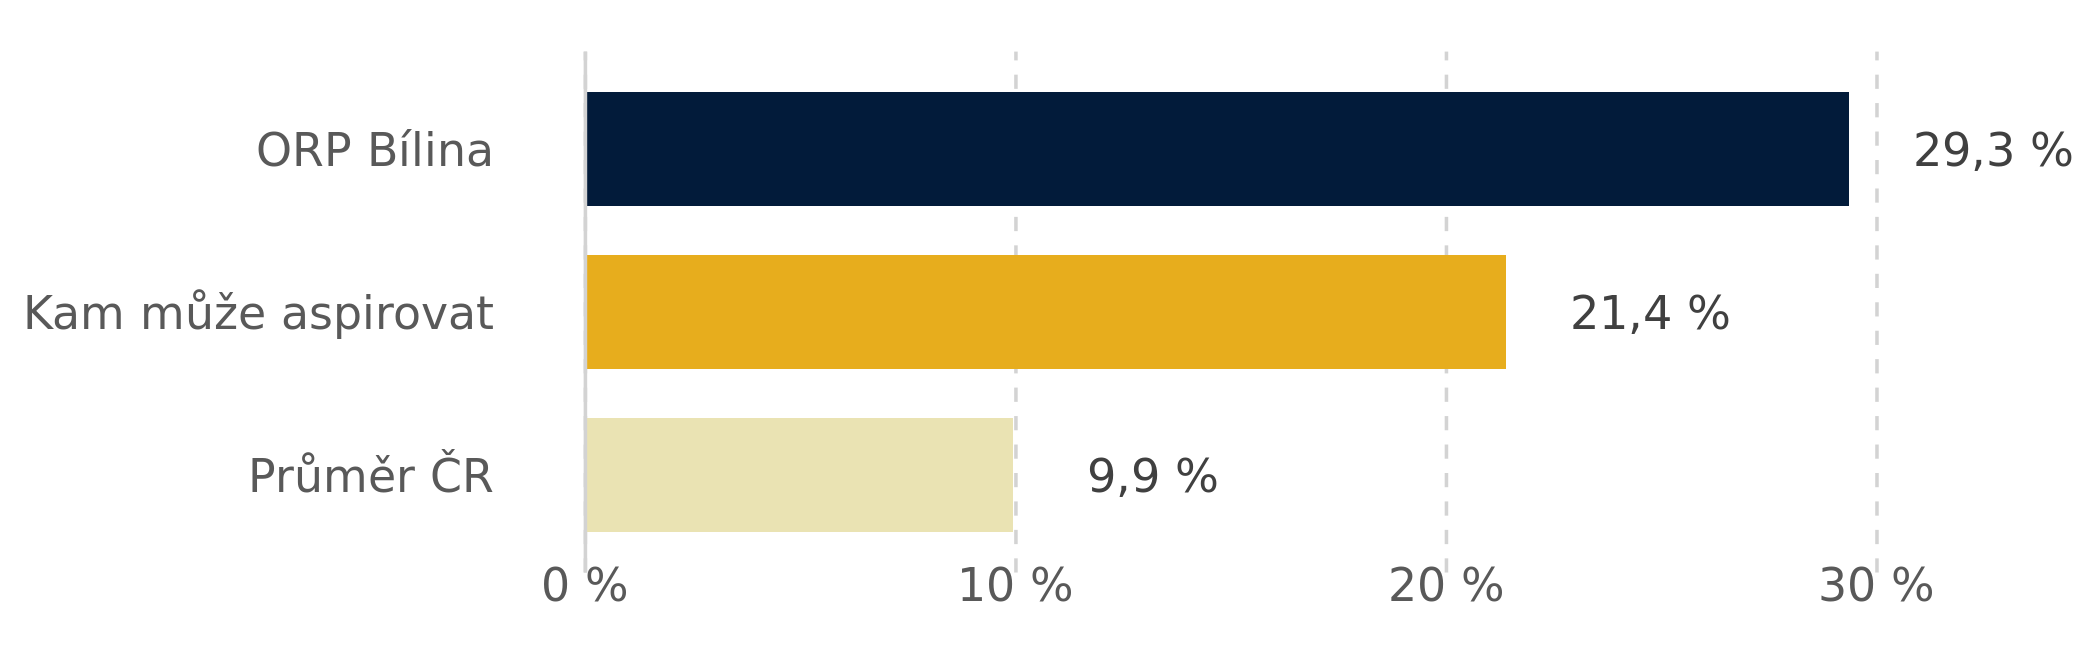 ORP Bílina 29,3 %
Kam může aspirovat 21,4 %
Průměr ČR 9,9 %
0 % 10 % 20 % 30 %